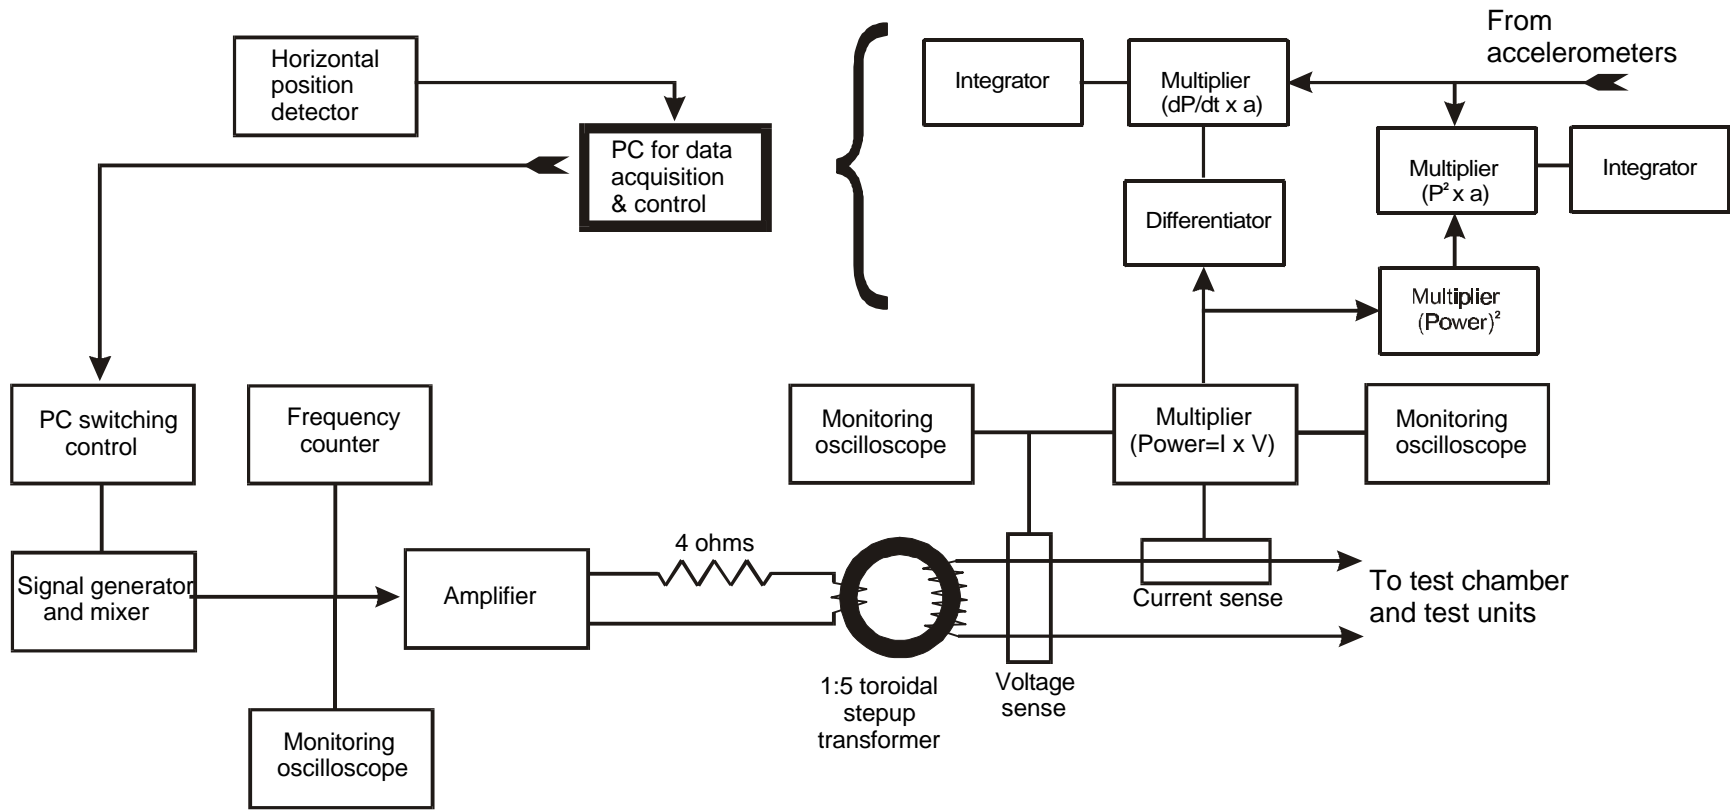 From
accelerometers
Horizontal
position
detector
Integrator
Multiplier
(dP/dt x a)
PC for data
acquisition
& control
Multiplier
(P² x a)
Integrator
Differentiator
Multiplier
(Power)²
PC switching
control
Frequency
counter
Monitoring
oscilloscope
Multiplier
(Power=I x V)
Monitoring
oscilloscope
4 ohms
Signal generator
and mixer
Amplifier
Current sense
To test chamber
and test units
1:5 toroidal
stepup
transformer
Voltage
sense
Monitoring
oscilloscope